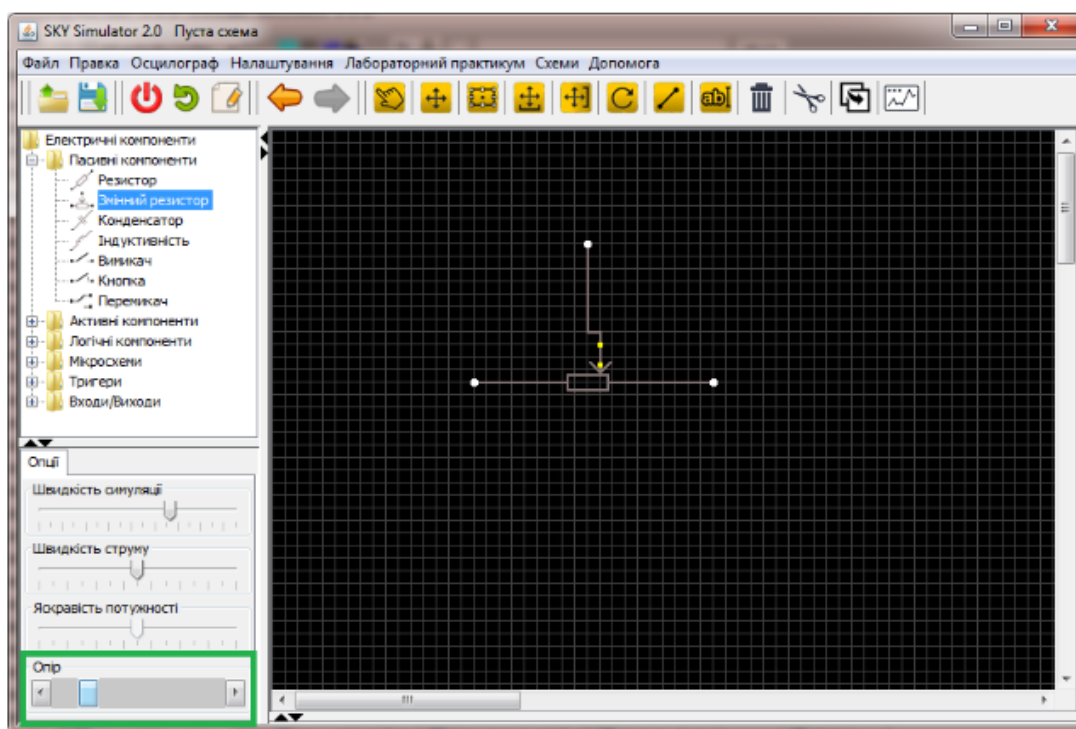 SKY Simulator 2.0 Пуста схема
Файл Правка Осцилограф Налаштування Лабораторний практикум Схеми Допомога
ab
Електричні компоненти
Пасивні компоненти
Резистор
Змінний резистор
Конденсатор
Індуктивність
Вимикач
Кнопка
Перемикач
Активні компоненти
Логічні компоненти
Мікросхеми
Тригери
Входи/Виходи
Опції
Швидкість симуляції
Швидкість струму
Яскравість потужності
Опір